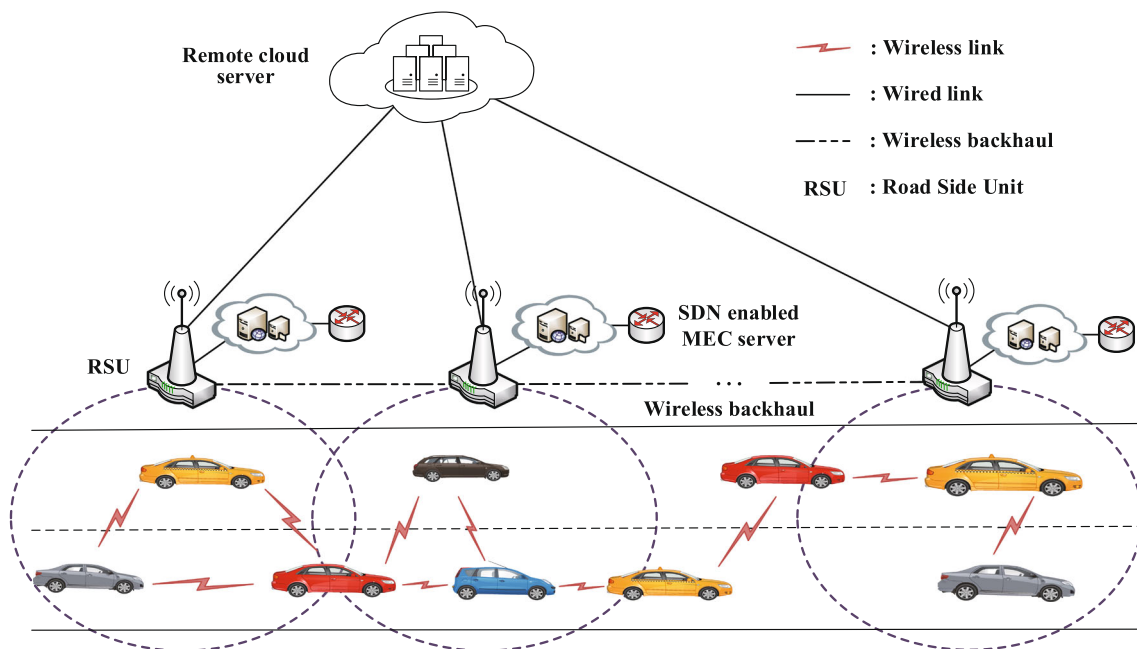 Remote cloud
server
: Wireless link
: Wired link
: Wireless backhaul
RSU : Road Side Unit
SDN enabled
MEC server
RSU
...
Wireless backhaul